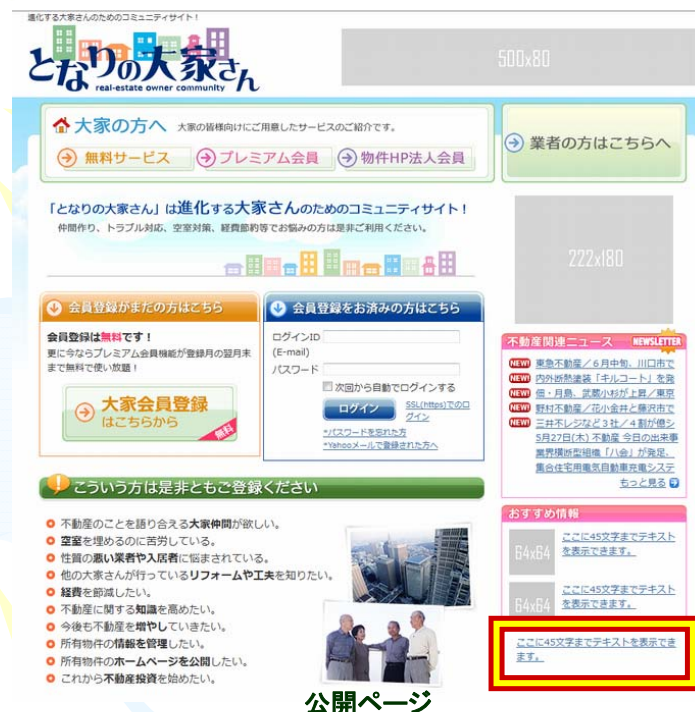 進化する大家さんのためのコミュニティサイト！
となりの大家さん
real-estate owner community
500x80
大家の方へ 大家の皆様向けにご用意したサービスのご紹介です。
無料サービス プレミアム会員 物件HP法人会員
業者の方はこちらへ
「となりの大家さん」は進化する大家さんのためのコミュニティサイト！
仲間作り、トラブル対応、空室対策、経費節約等でお悩みの方は是非ご利用ください。
222x180
会員登録がまだの方はこちら
会員登録は無料です！
更に今ならプレミアム会員機能が登録月の翌月末
まで無料で使い放題！
大家会員登録
はこちらから
無料
会員登録をお済みの方はこちら
ログインID
(E-mail)
パスワード
次回から自動でログインする
ログイン
SSL(https)でのロ
グイン
*パスワードを忘れた方
*Yahooメールで登録された方へ
不動産関連ニュース NEWSLETTER
NEW! 東急不動産／６月中旬、川口市で
NEW! 内外断熱塗装「キルコート」を発
NEW! 佃・月島、武蔵小杉が上昇／東京
NEW! 野村不動産／花小井と藤沢市で
NEW! 三井不レジなど３社／４割が億シ
5月27日(木) 不動産 今日の出来事
業界横断型組織「八会」が発足、
集合住宅用電気自動車充電システ
もっと見る
こういう方は是非ともご登録ください
不動産のことを語り合える大家仲間が欲しい。
空室を埋めるのに苦労している。
性質の悪い業者や入居者に悩まされている。
他の大家さんが行っているリフォームや工夫を知りたい。
経費を節減したい。
不動産に関する知識を高めたい。
今後も不動産を増やしていきたい。
所有物件の情報を管理したい。
所有物件のホームページを公開したい。
これから不動産投資を始めたい。
おすすめ情報
64x64
ここに45文字までテキスト
を表示できます。
64x64
ここに45文字までテキスト
を表示できます。
ここに45文字までテキストを表示でき
ます。
公開ページ